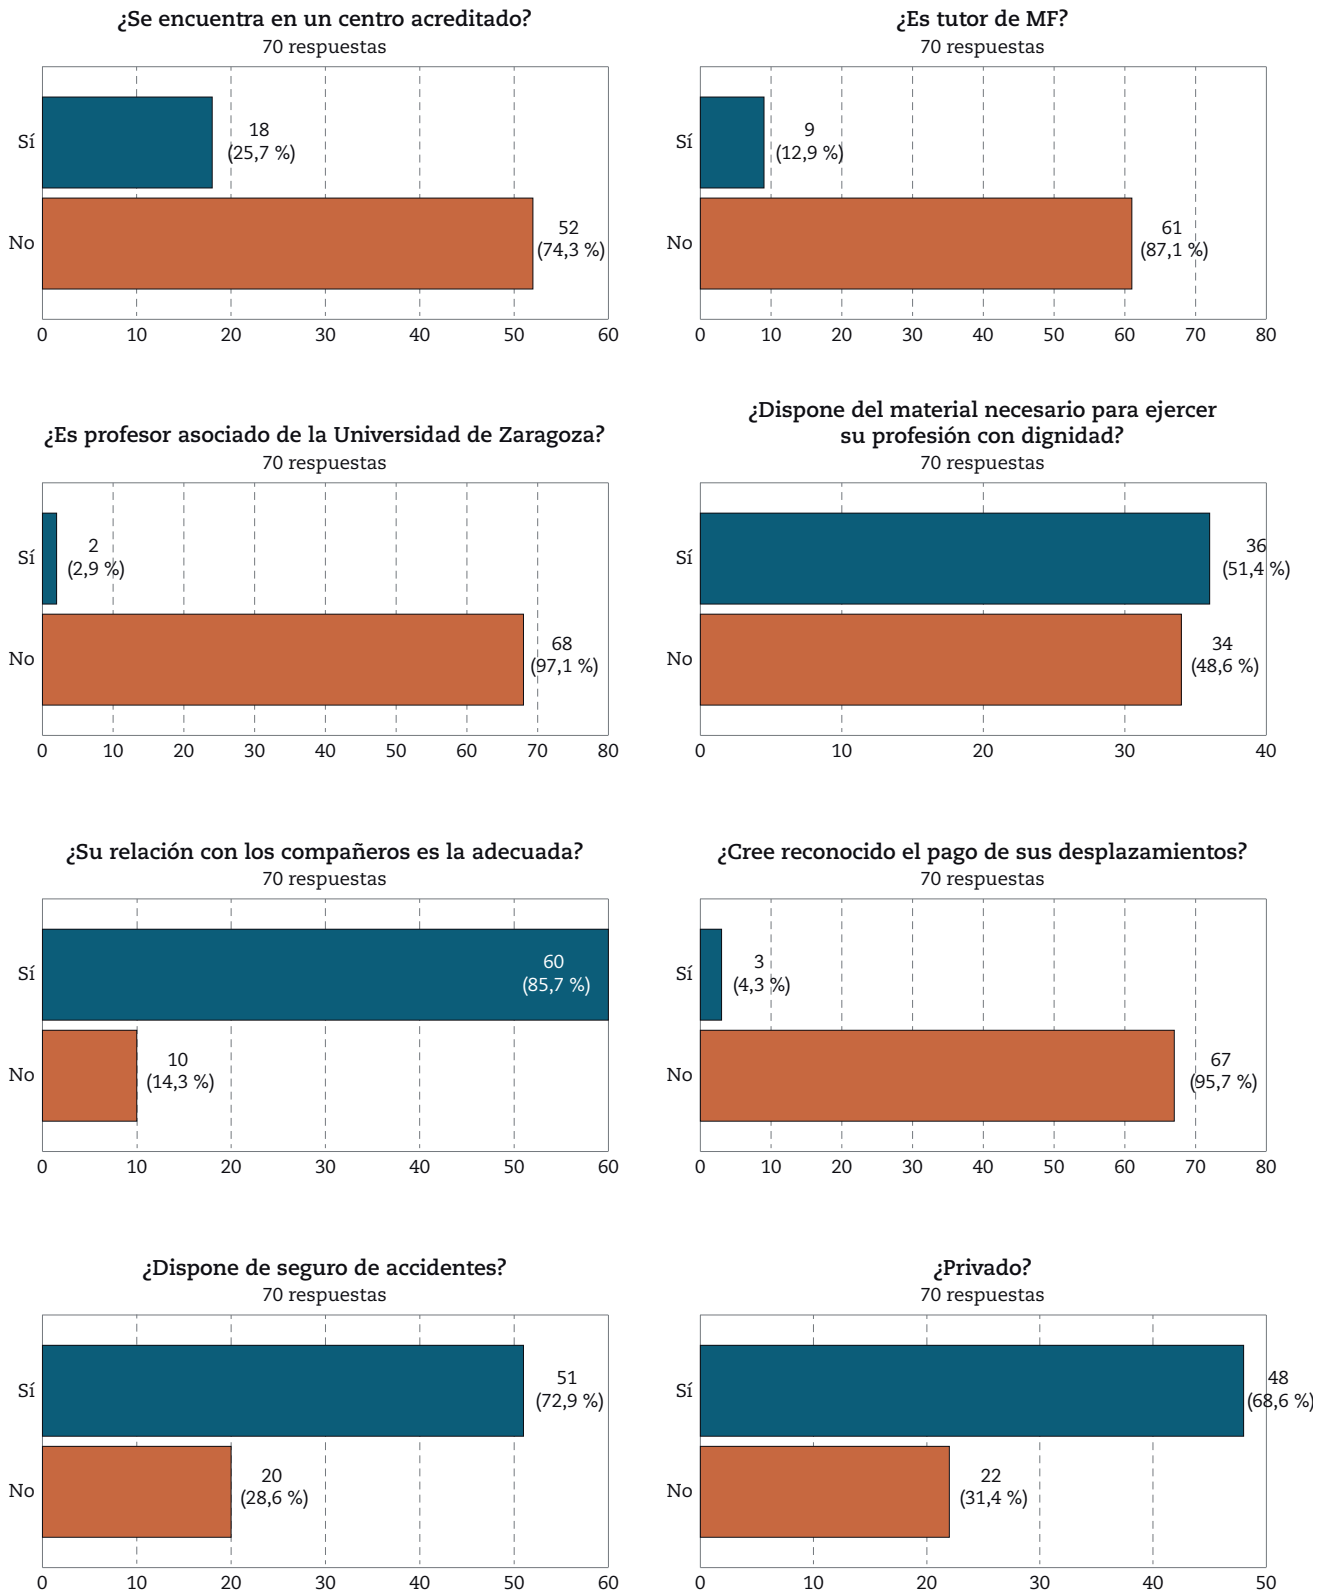 ¿Se encuentra en un centro acreditado?
70 respuestas
Sí
18
(25,7 %)
No
52
(74,3 %)
0 10 20 30 40 50 60
¿Es tutor de MF?
70 respuestas
Sí
9
(12,9 %)
No
61
(87,1 %)
0 10 20 30 40 50 60 70 80
¿Es profesor asociado de la Universidad de Zaragoza?
70 respuestas
Sí
2
(2,9 %)
No
68
(97,1 %)
0 10 20 30 40 50 60 70 80
¿Dispone del material necesario para ejercer
su profesión con dignidad?
70 respuestas
Sí
36
(51,4 %)
No
34
(48,6 %)
0 10 20 30 40
¿Su relación con los compañeros es la adecuada?
70 respuestas
Sí
60
(85,7 %)
No
10
(14,3 %)
0 10 20 30 40 50 60
¿Cree reconocido el pago de sus desplazamientos?
70 respuestas
Sí
3
(4,3 %)
No
67
(95,7 %)
0 10 20 30 40 50 60 70 80
¿Dispone de seguro de accidentes?
70 respuestas
Sí
51
(72,9 %)
No
20
(28,6 %)
0 10 20 30 40 50 60
¿Privado?
70 respuestas
Sí
48
(68,6 %)
No
22
(31,4 %)
0 10 20 30 40 50